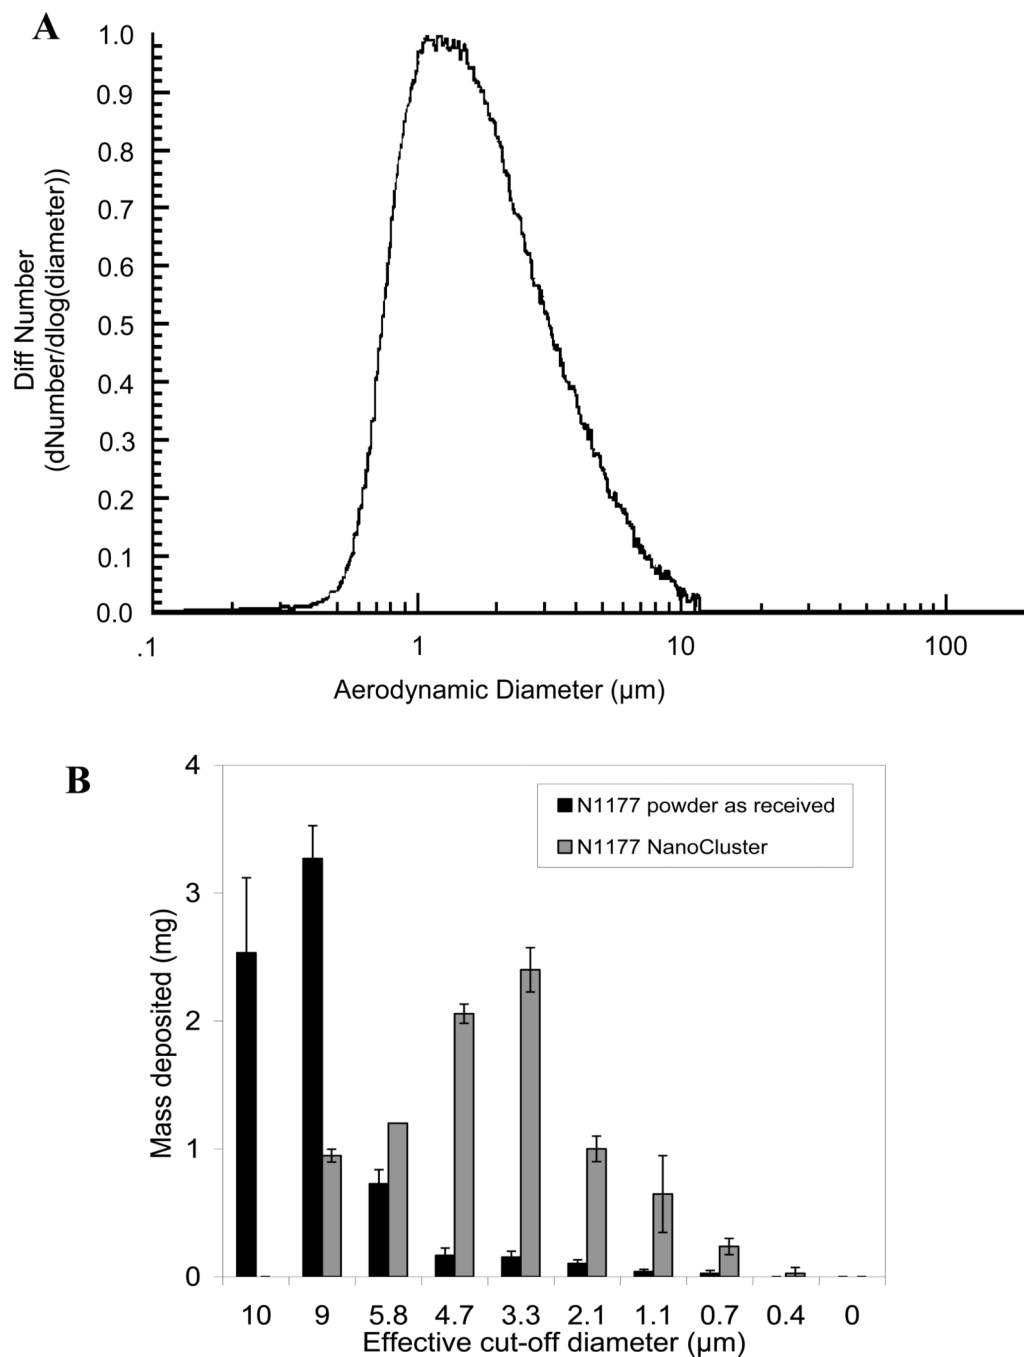 A
1.0
0.9
0.8
0.7
0.6
0.5
0.4
0.3
0.2
0.1
0.0
Diff Number
(dNumber/dlog(diameter))
.1 1 10 100
Aerodynamic Diameter (µm)
B
4
3
2
1
0
Mass deposited (mg)
N1177 powder as received
N1177 NanoCluster
10 9 5.8 4.7 3.3 2.1 1.1 0.7 0.4 0
Effective cut-off diameter (µm)